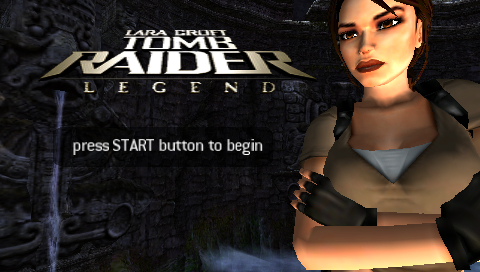 LARA CROFT
TOMB
RAIDER
LEGEND
press START button to begin